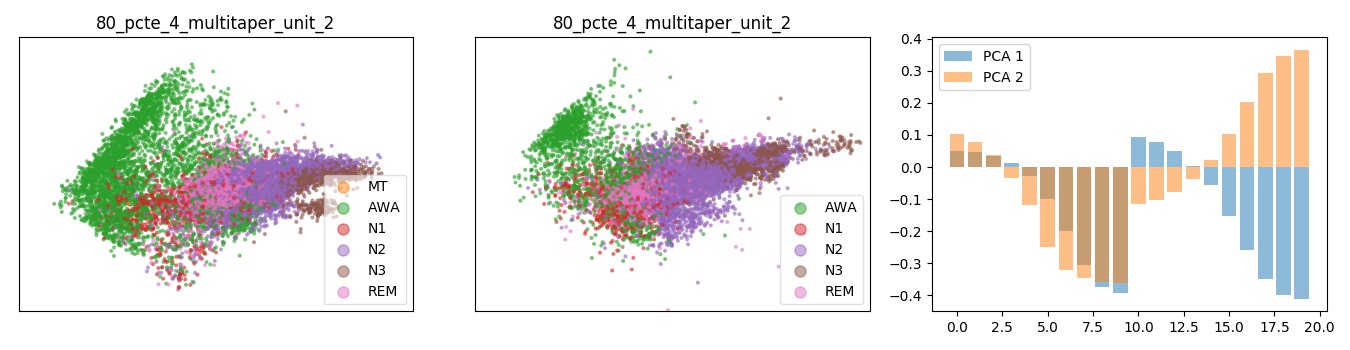 80_pcte_4_multitaper_unit_2
MT
AWA
N1
N2
N3
REM
80_pcte_4_multitaper_unit_2
AWA
N1
N2
N3
REM
PCA 1
PCA 2
0.4
0.3
0.2
0.1
0.0
−0.1
−0.2
−0.3
−0.4
0.0 2.5 5.0 7.5 10.0 12.5 15.0 17.5 20.0